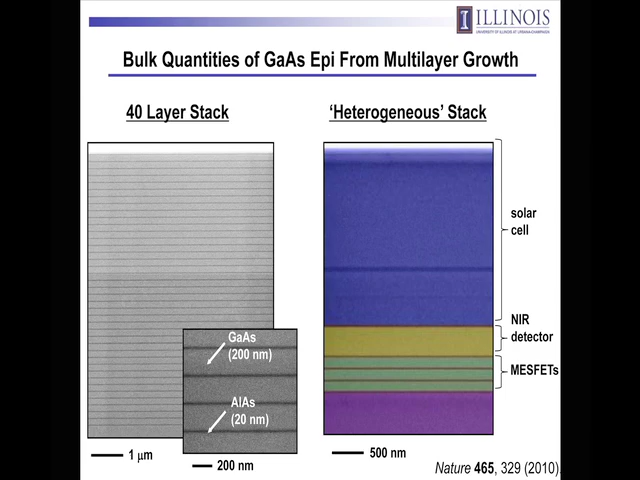 ILLINOIS
UNIVERSITY OF ILLINOIS AT URBANA-CHAMPAIGN
Bulk Quantities of GaAs Epi From Multilayer Growth
40 Layer Stack
‘Heterogeneous’ Stack
solar
cell
NIR
detector
MESFETs
GaAs
(200 nm)
AlAs
(20 nm)
1 μm
200 nm
500 nm
Nature 465, 329 (2010).